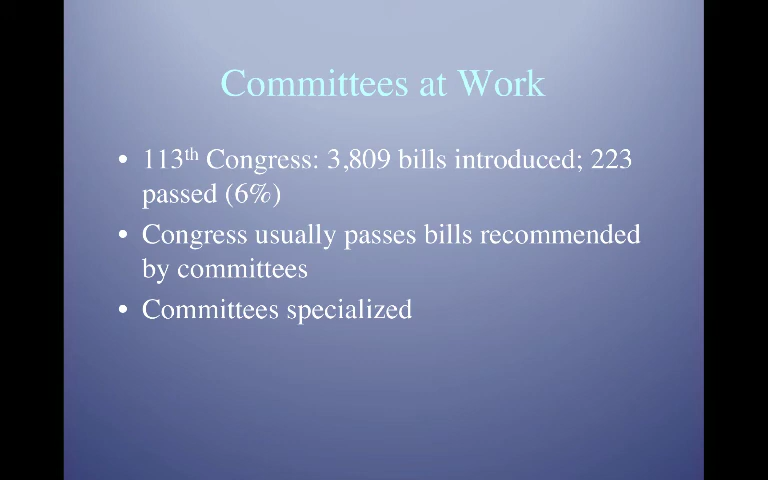 Committees at Work
• 113th Congress: 3,809 bills introduced; 223
passed (6%)
• Congress usually passes bills recommended
by committees
• Committees specialized